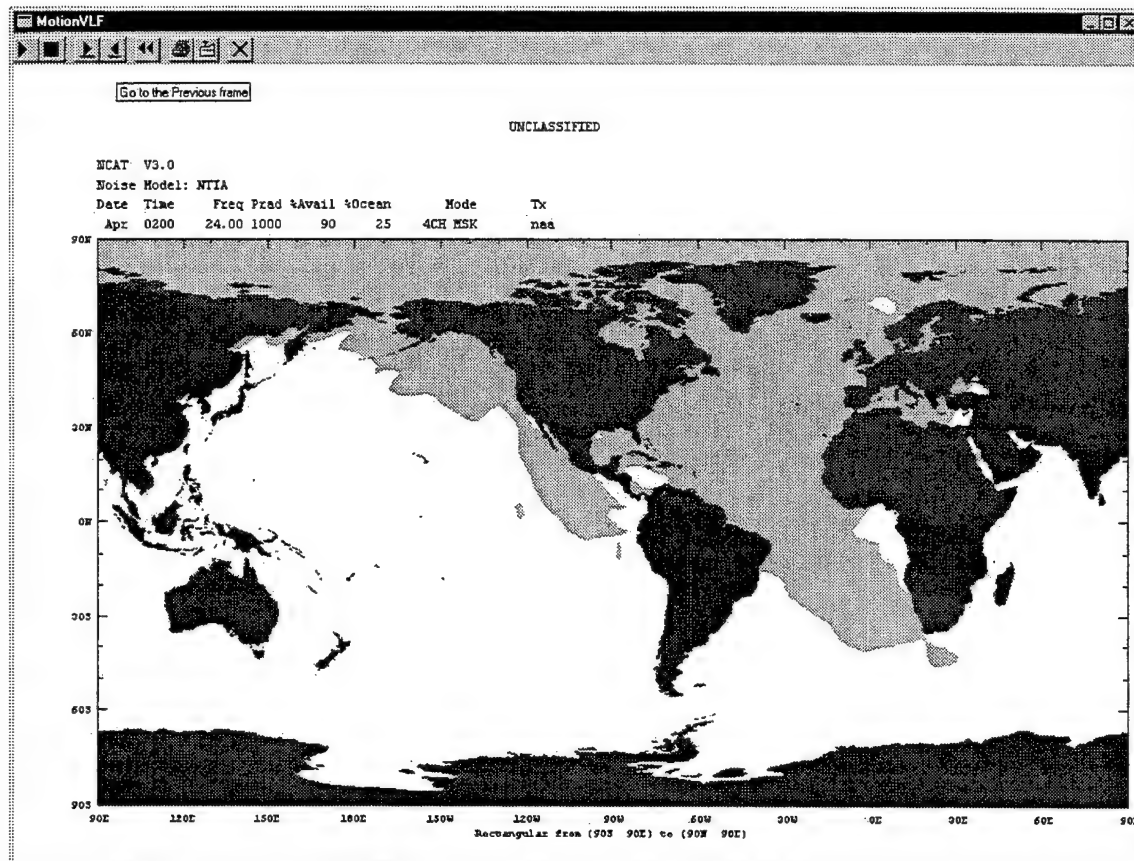 MotionVLF
Go to the Previous frame
UNCLASSIFIED
NCAT V3.0
Noise Model: NTIA
Date Time Freq Prad %Avail %Ocean Mode Tx
Apr 0200 24.00 1000 90 25 4CH MSK naa
90N
60N
30N
0N
30S
60S
90S
90E 120E 150E 180E 150W 120W 90W 60W 30W 0E 30E 60E 90E
Rectangular from (90S 90E) to (90N 90E)